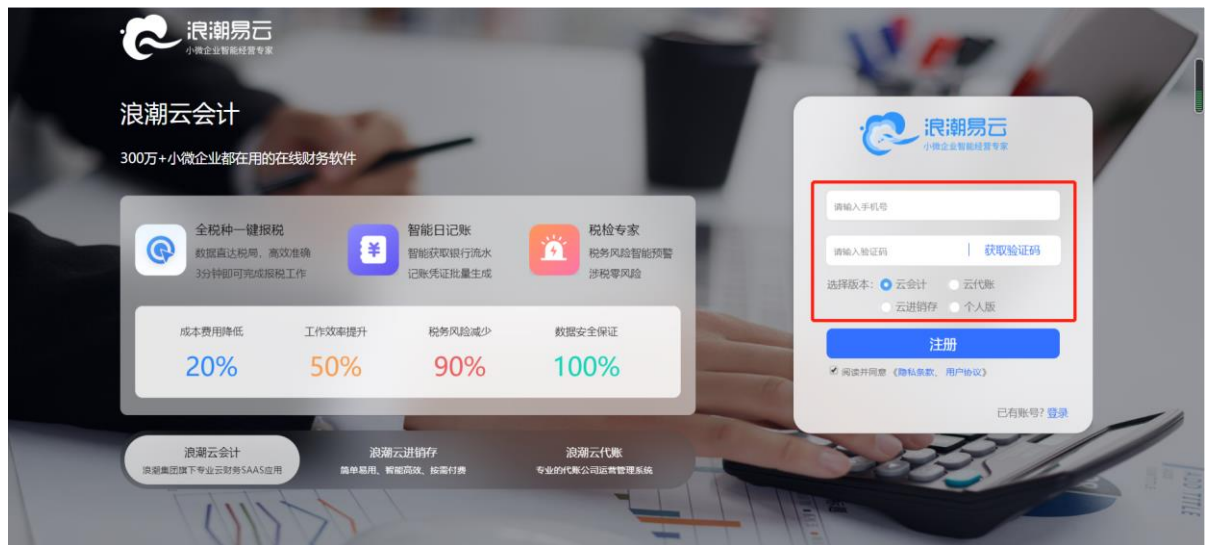 浪潮易云
小微企业智能经营专家
浪潮云会计
300万+小微企业都在用的在线财务软件
全税种一键报税
数据直达税局，高效准确
3分钟即可完成报税工作
智能日记账
智能获取银行流水
记账凭证批量生成
税检专家
税务风险智能预警
涉税零风险
成本费用降低 工作效率提升 税务风险减少 数据安全保证
20% 50% 90% 100%
浪潮云会计
浪潮集团旗下专业云财务SAAS应用
浪潮云进销存
简单易用、智能高效、按需付费
浪潮云代账
专业的代账公司运营管理系统
浪潮易云
小微企业智能经营专家
请输入手机号
请输入验证码 | 获取验证码
选择版本： 云会计 云代账
云进销存 个人版
注册
阅读并同意《隐私条款、用户协议》
已有账号? 登录